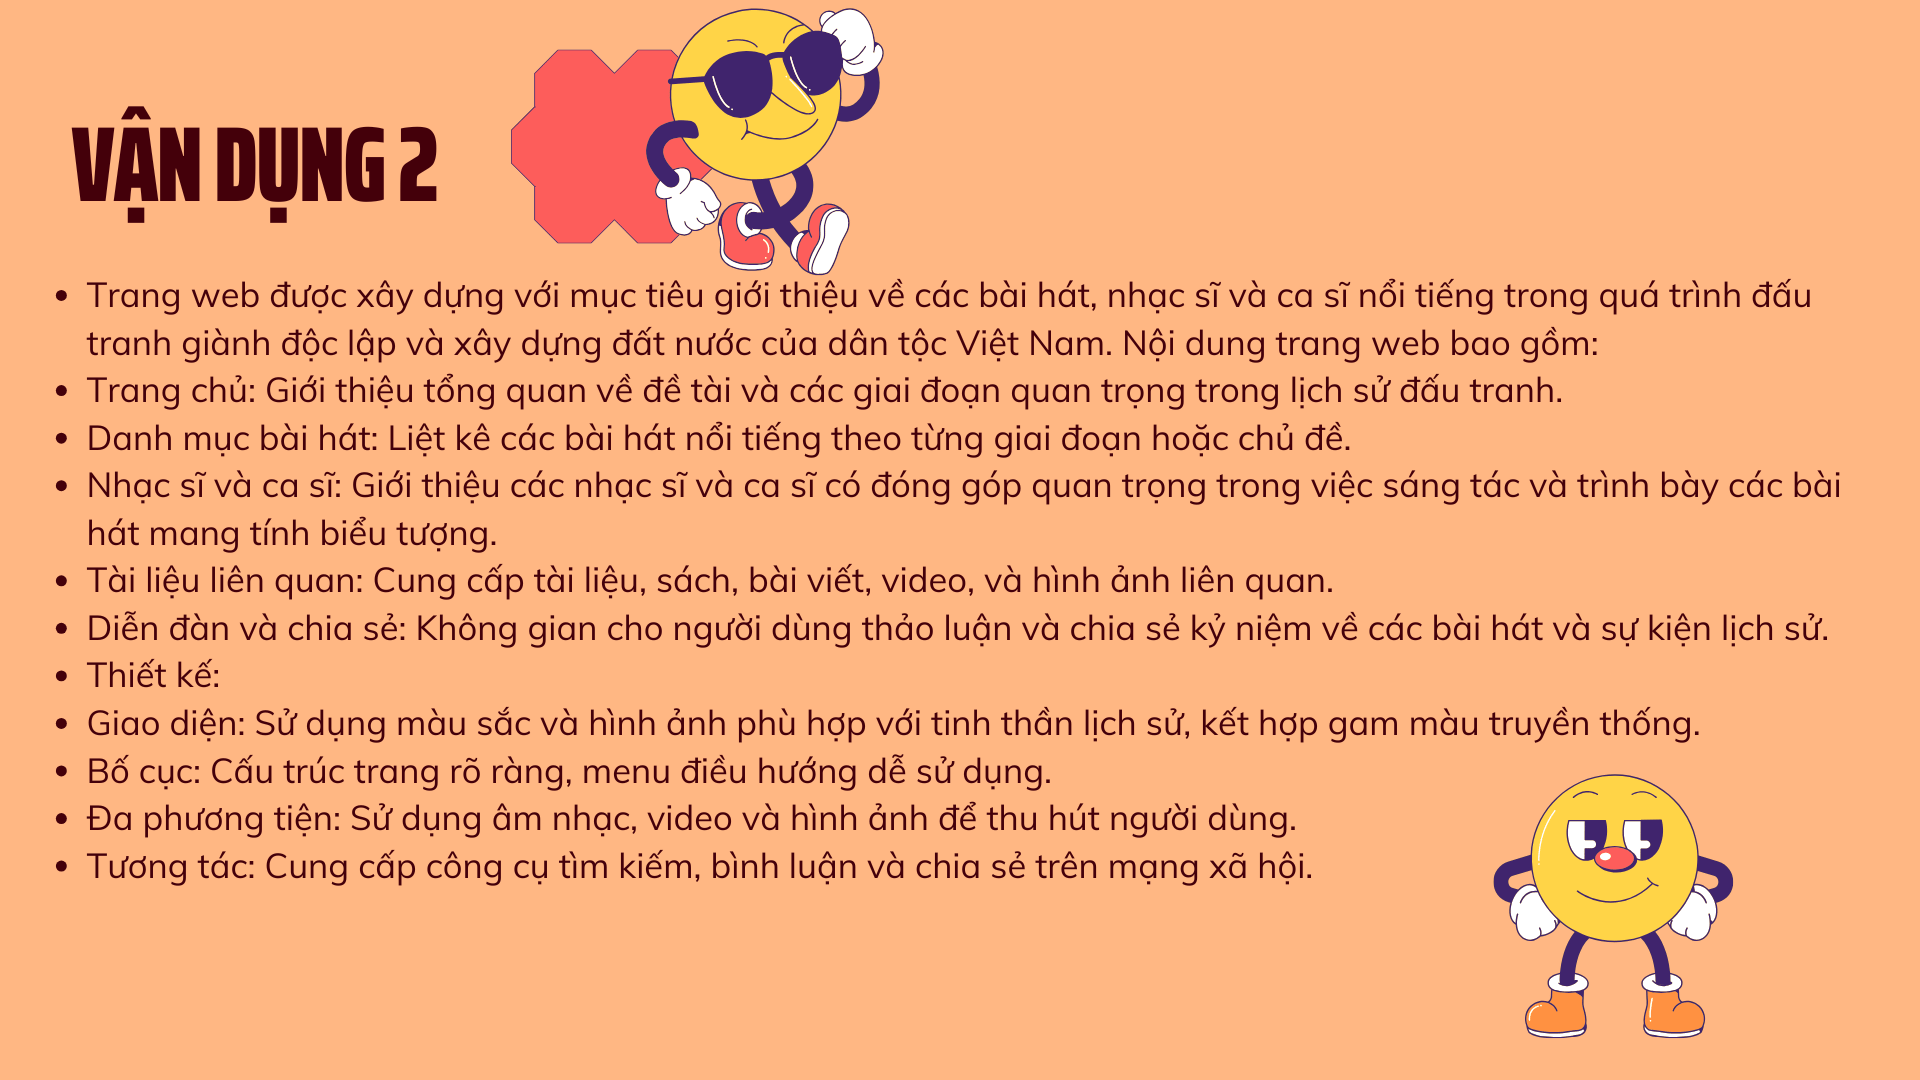 VẬN DỤNG 2
• Trang web được xây dựng với mục tiêu giới thiệu về các bài hát, nhạc sĩ và ca sĩ nổi tiếng trong quá trình đấu
tranh giành độc lập và xây dựng đất nước của dân tộc Việt Nam. Nội dung trang web bao gồm:
• Trang chủ: Giới thiệu tổng quan về đề tài và các giai đoạn quan trọng trong lịch sử đấu tranh.
• Danh mục bài hát: Liệt kê các bài hát nổi tiếng theo từng giai đoạn hoặc chủ đề.
• Nhạc sĩ và ca sĩ: Giới thiệu các nhạc sĩ và ca sĩ có đóng góp quan trọng trong việc sáng tác và trình bày các bài
hát mang tính biểu tượng.
• Tài liệu liên quan: Cung cấp tài liệu, sách, bài viết, video, và hình ảnh liên quan.
• Diễn đàn và chia sẻ: Không gian cho người dùng thảo luận và chia sẻ kỷ niệm về các bài hát và sự kiện lịch sử.
• Thiết kế:
• Giao diện: Sử dụng màu sắc và hình ảnh phù hợp với tinh thần lịch sử, kết hợp gam màu truyền thống.
• Bố cục: Cấu trúc trang rõ ràng, menu điều hướng dễ sử dụng.
• Đa phương tiện: Sử dụng âm nhạc, video và hình ảnh để thu hút người dùng.
• Tương tác: Cung cấp công cụ tìm kiếm, bình luận và chia sẻ trên mạng xã hội.